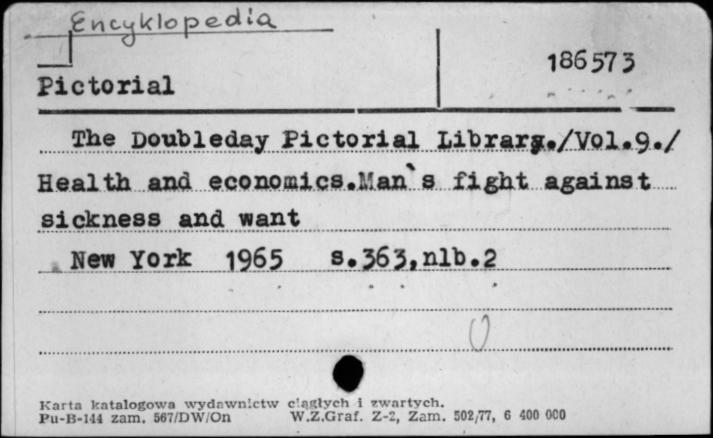 Encyklopedia
186573
Pictorial
The Doubleday Pictorial Library./Vol.9./
Health and economics.Man`s fight against
sickness and want
New York 1965 s.363,nlb.2
Karta katalogowa wydawnictw ciągłych i zwartych.
Pu-B-144 zam. 567/DW/On W.Z.Graf. Z-2, Zam. 502/77, 6 400 000